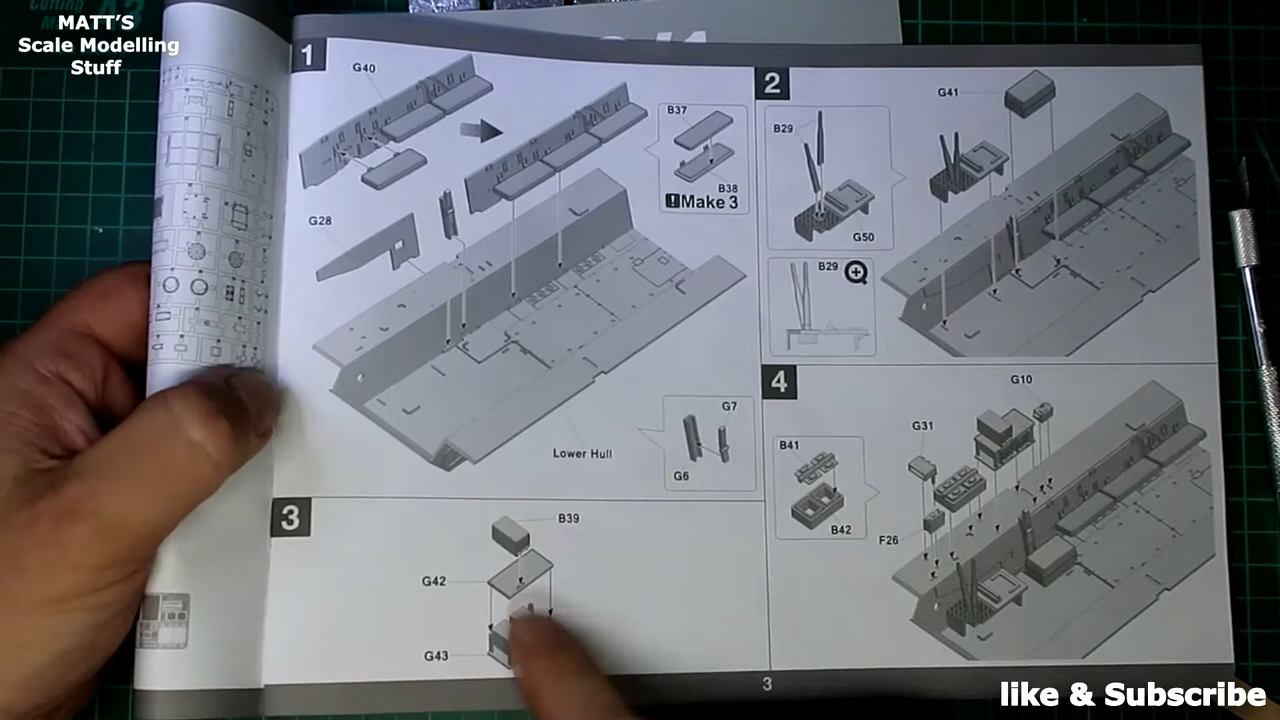 MATT'S
Scale Modelling
Stuff
1
G40
B37
B38
!Make 3
G28
G7
G6
Lower Hull
2
G41
B29
G50
B29
3
B39
G42
G43
4
G10
G31
B41
B42
F26
3
like & Subscribe